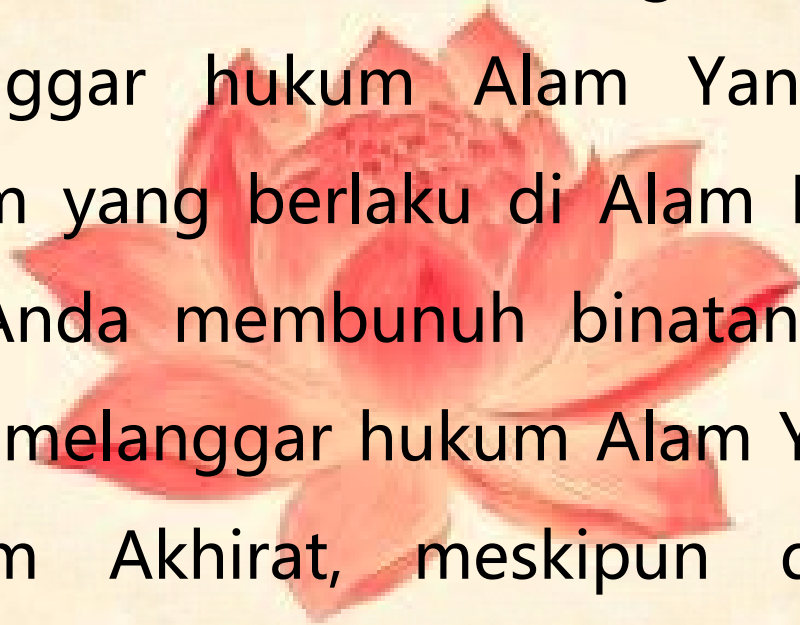 ggar hukum Alam Yan
m yang berlaku di Alam
Anda membunuh binatan
melanggar hukum Alam Y
m Akhirat, meskipun